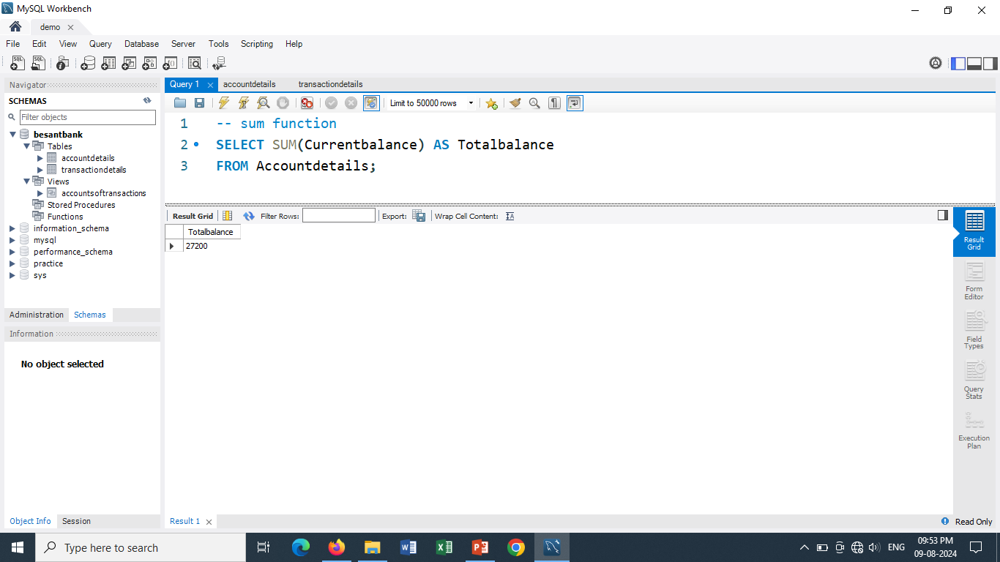 MySQL Workbench
demo
File Edit View Query Database Server Tools Scripting Help
Navigator
SCHEMAS
Filter objects
besantbank
Tables
accountdetails
transactiondetails
Views
accountsoftransactions
Stored Procedures
Functions
information_schema
mysql
performance_schema
practice
sys
Administration Schemas
Information
No object selected
Object Info Session
Query 1 accountdetails transactiondetails
Limit to 50000 rows
1 -- sum function
2 SELECT SUM(Currentbalance) AS Totalbalance
3 FROM Accountdetails;
Result Grid Filter Rows: Export: Wrap Cell Content:
Totalbalance
27200
Result
Grid
Form
Editor
Field
Types
Query
Stats
Execution
Plan
Result 1
Read Only
Type here to search
ENG
09:53 PM
09-08-2024